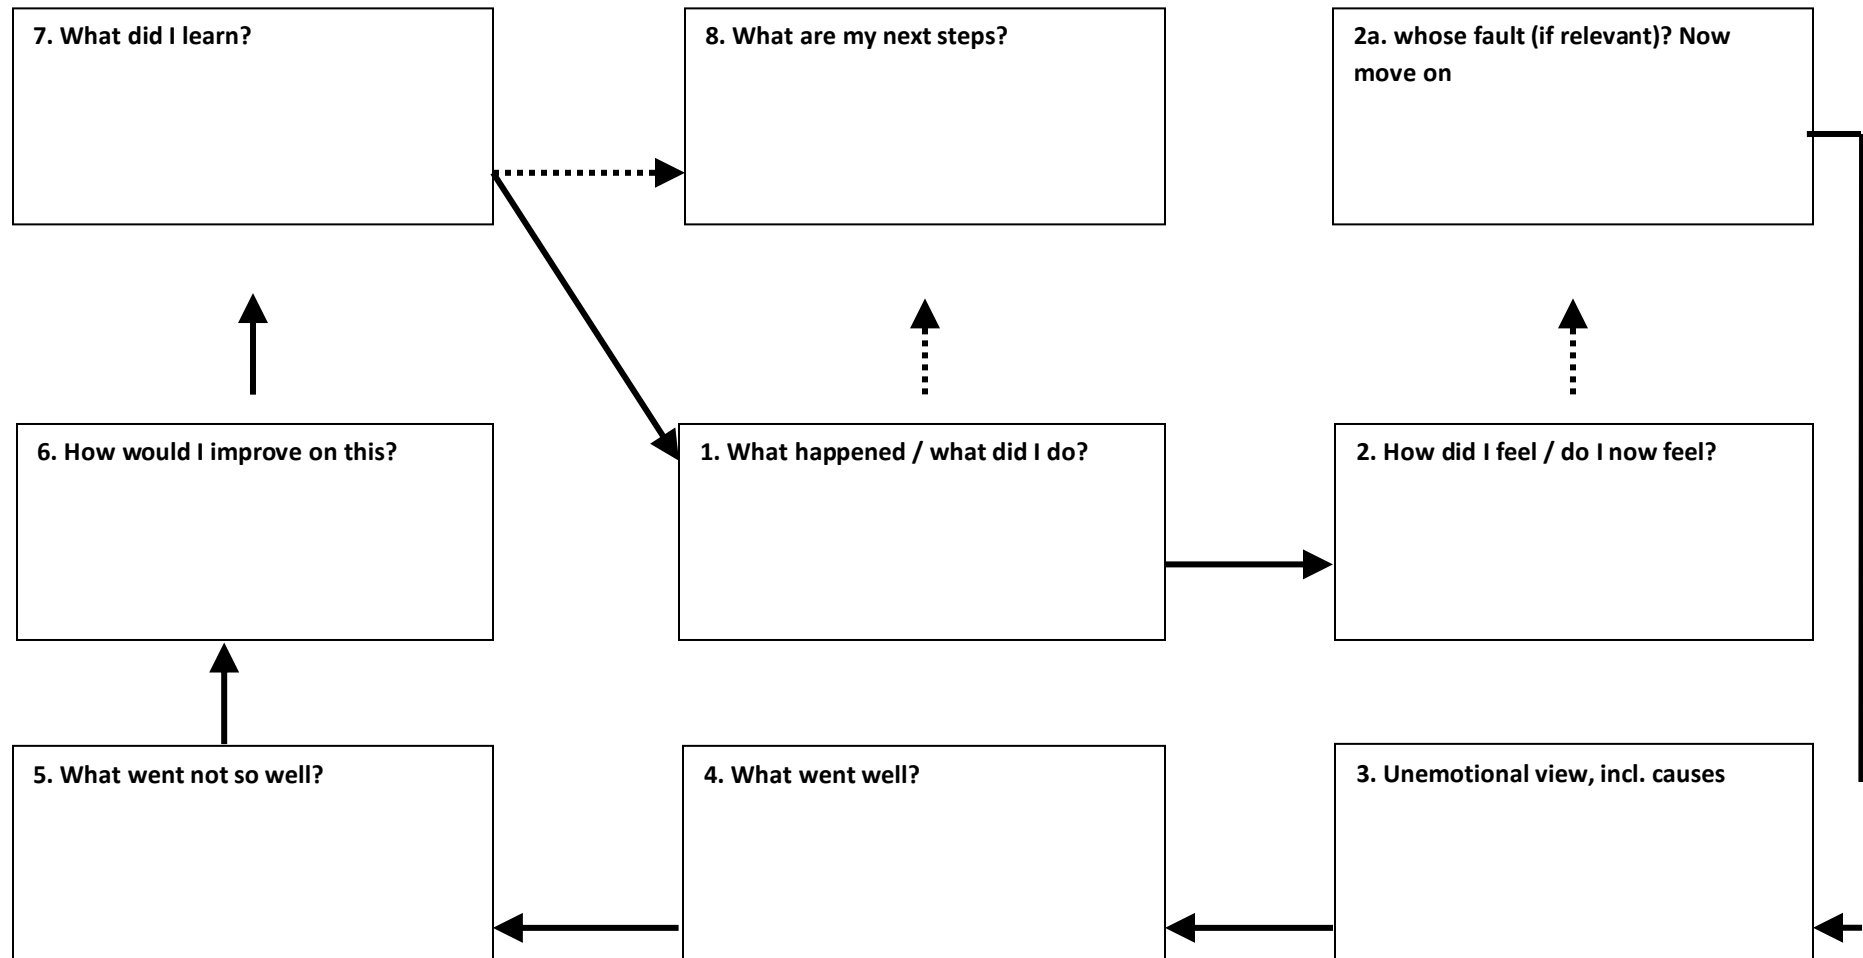 7. What did I learn?
8. What are my next steps?
2a. whose fault (if relevant)? Now
move on
6. How would I improve on this?
1. What happened / what did I do?
2. How did I feel / do I now feel?
5. What went not so well?
4. What went well?
3. Unemotional view, incl. causes